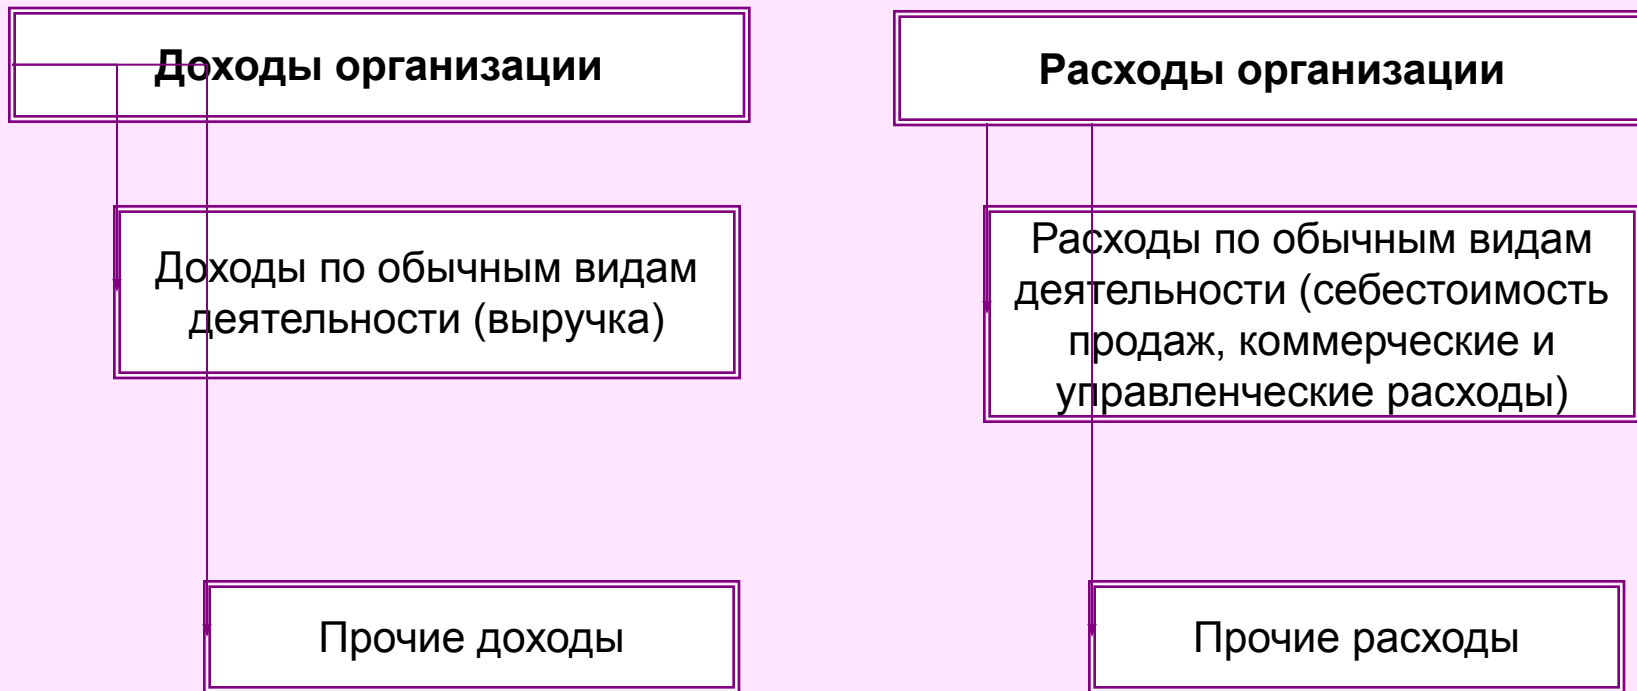 Доходы организации
Расходы организации
Доходы по обычным видам
деятельности (выручка)
Расходы по обычным видам
деятельности (себестоимость
продаж, коммерческие и
управленческие расходы)
Прочие доходы
Прочие расходы